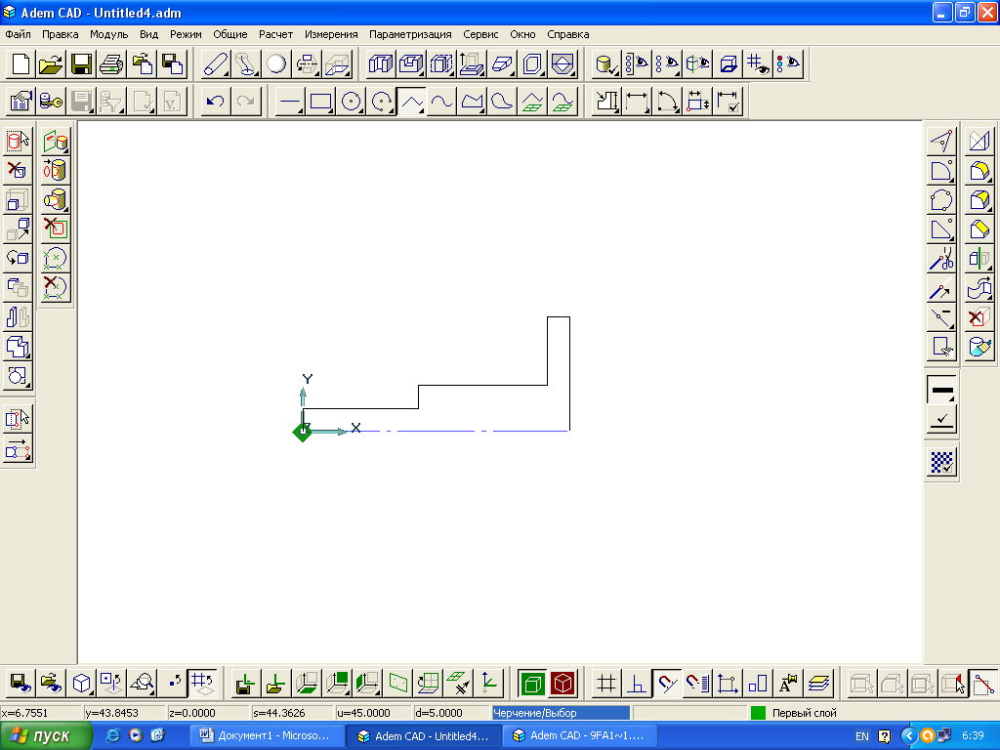 Adem CAD - Untitled4.adm
Файл Правка Модуль Вид Режим Общие Расчет Измерения Параметризация Сервис Окно Справка
Y
X
x=6.7551 y=43.8453 z=0.0000 s=44.3626 u=45.0000 d=5.0000 Черчение/Выбор Первый слой
пуск Документ1 - Microso... Adem CAD - Untitled4... Adem CAD - 9FA1~1.... EN 6:39